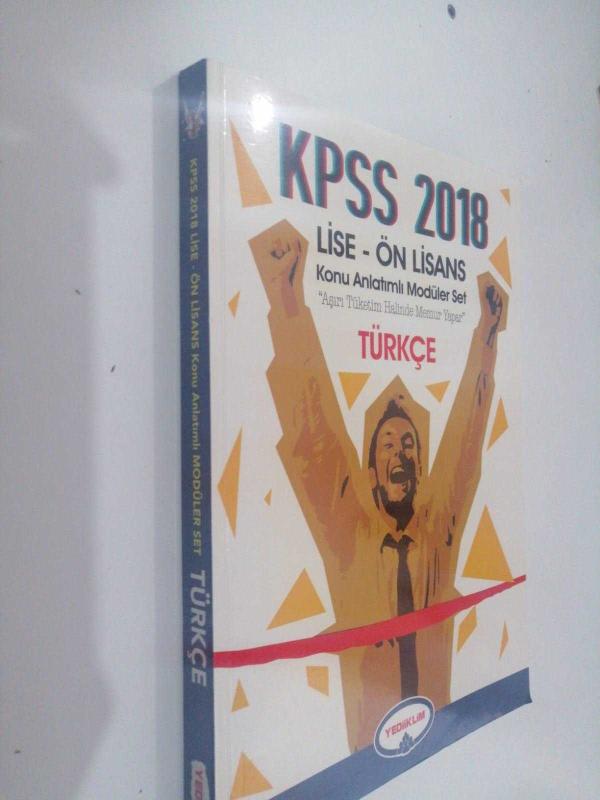 KPSS 2018
LİSE - ÖN LİSANS
Konu Anlatımlı Modüler Set
"Aşırı Tüketim Halinde Memur Yapar"
TÜRKÇE
YEDİİKLİM
KPSS 2018 LİSE - ÖN LİSANS Konu Anlatımlı MODÜLER SET TÜRKÇE